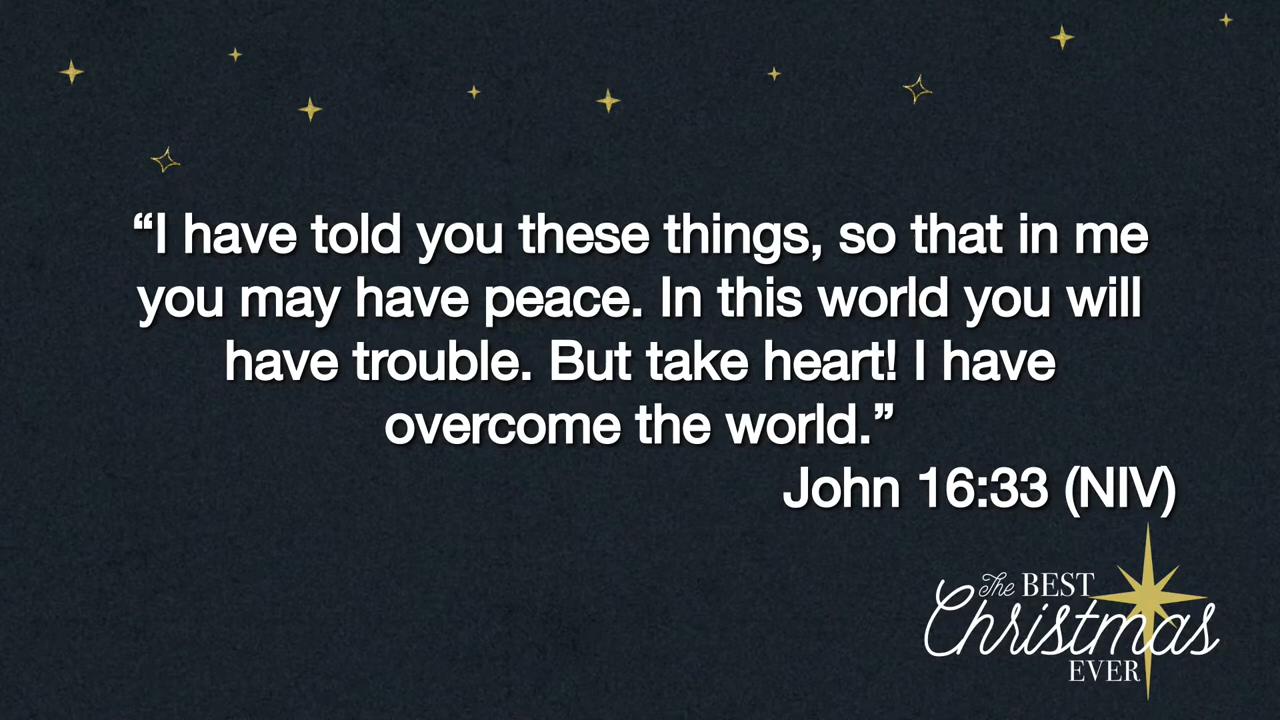 “I have told you these things, so that in me
you may have peace. In this world you will
have trouble. But take heart! I have
overcome the world.”
John 16:33 (NIV)
The BEST
Christmas
EVER